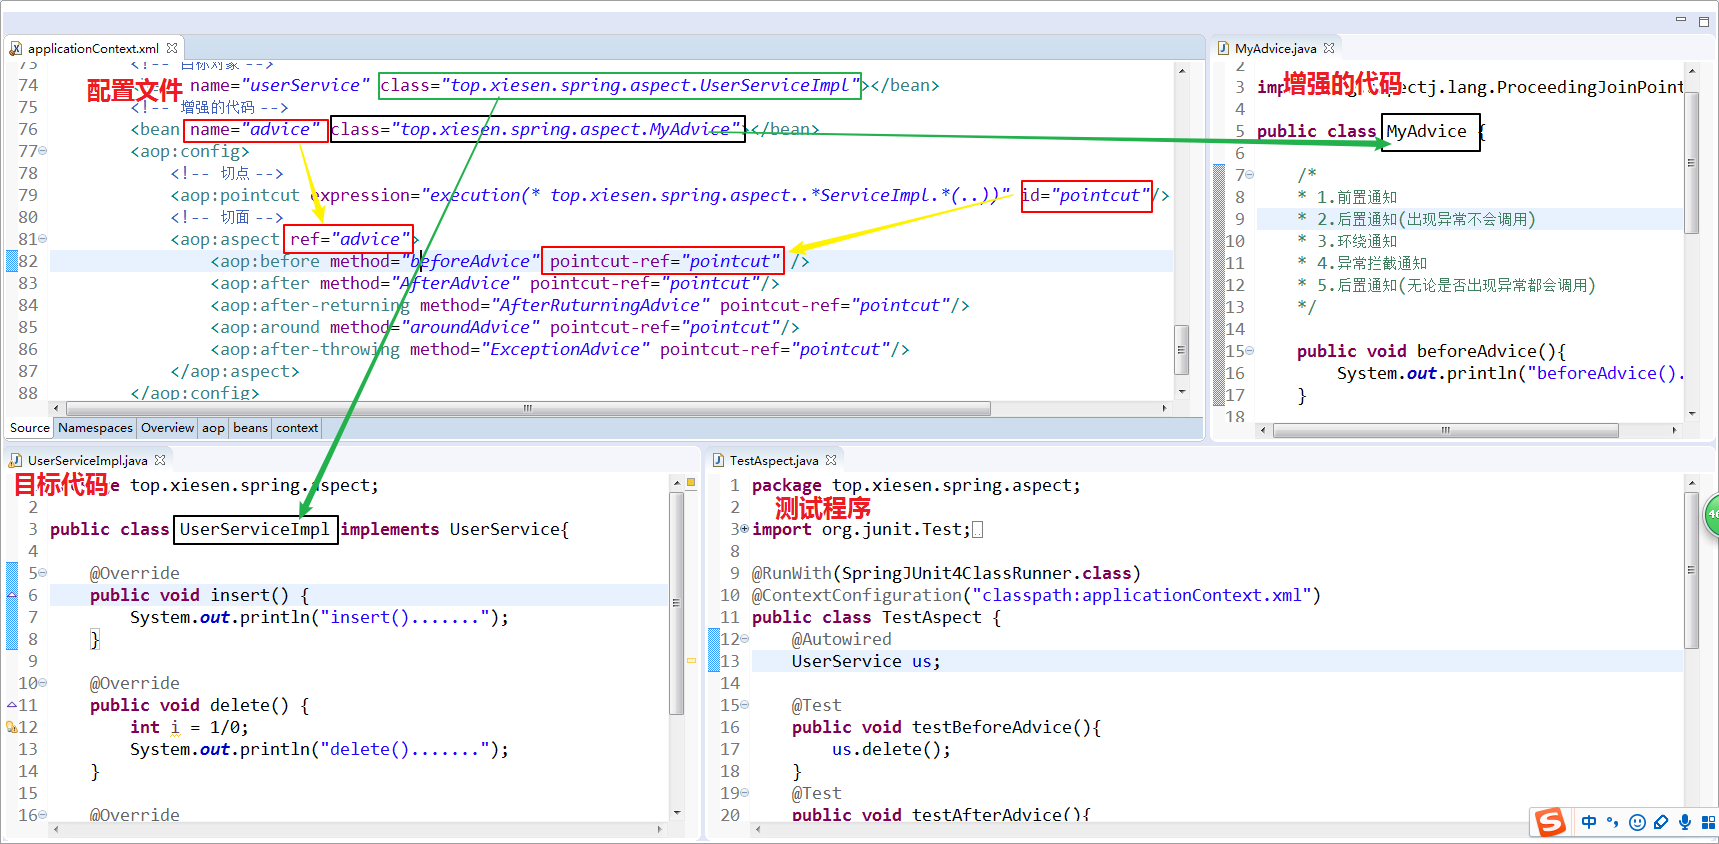 applicationContext.xml
73 <!-- 目标对象 -->
配置文件
74 name="userService" class="top.xiesen.spring.aspect.UserServiceImpl"></bean>
75 <!-- 增强的代码 -->
76 <bean name="advice" class="top.xiesen.spring.aspect.MyAdvice"></bean>
77 <aop:config>
78 <!-- 切点 -->
79 <aop:pointcut expression="execution(* top.xiesen.spring.aspect..*ServiceImpl.*(..))" id="pointcut"/>
80 <!-- 切面 -->
81 <aop:aspect ref="advice">
82 <aop:before method="beforeAdvice" pointcut-ref="pointcut" />
83 <aop:after method="AfterAdvice" pointcut-ref="pointcut"/>
84 <aop:after-returning method="AfterRuturningAdvice" pointcut-ref="pointcut"/>
85 <aop:around method="aroundAdvice" pointcut-ref="pointcut"/>
86 <aop:after-throwing method="ExceptionAdvice" pointcut-ref="pointcut"/>
87 </aop:aspect>
88 </aop:config>
Source Namespaces Overview aop beans context
MyAdvice.java
2
增强的代码
3 im ectj.lang.ProceedingJoinPoint
4
5 public class MyAdvice {
6
7 /*
8 * 1.前置通知
9 * 2.后置通知(出现异常不会调用)
10 * 3.环绕通知
11 * 4.异常拦截通知
12 * 5.后置通知(无论是否出现异常都会调用)
13 */
14
15 public void beforeAdvice(){
16 System.out.println("beforeAdvice().
17 }
18
UserServiceImpl.java
目标代码
e top.xiesen.spring.aspect;
2
3 public class UserServiceImpl implements UserService{
4
5 @Override
6 public void insert() {
7 System.out.println("insert().......");
8 }
9
10 @Override
11 public void delete() {
12 int i = 1/0;
13 System.out.println("delete().......");
14 }
15
16 @Override
TestAspect.java
1 package top.xiesen.spring.aspect;
2
测试程序
3 import org.junit.Test;
8
9 @RunWith(SpringJUnit4ClassRunner.class)
10 @ContextConfiguration("classpath:applicationContext.xml")
11 public class TestAspect {
12 @Autowired
13 UserService us;
14
15 @Test
16 public void testBeforeAdvice(){
17 us.delete();
18 }
19 @Test
20 public void testAfterAdvice(){
46
S 中